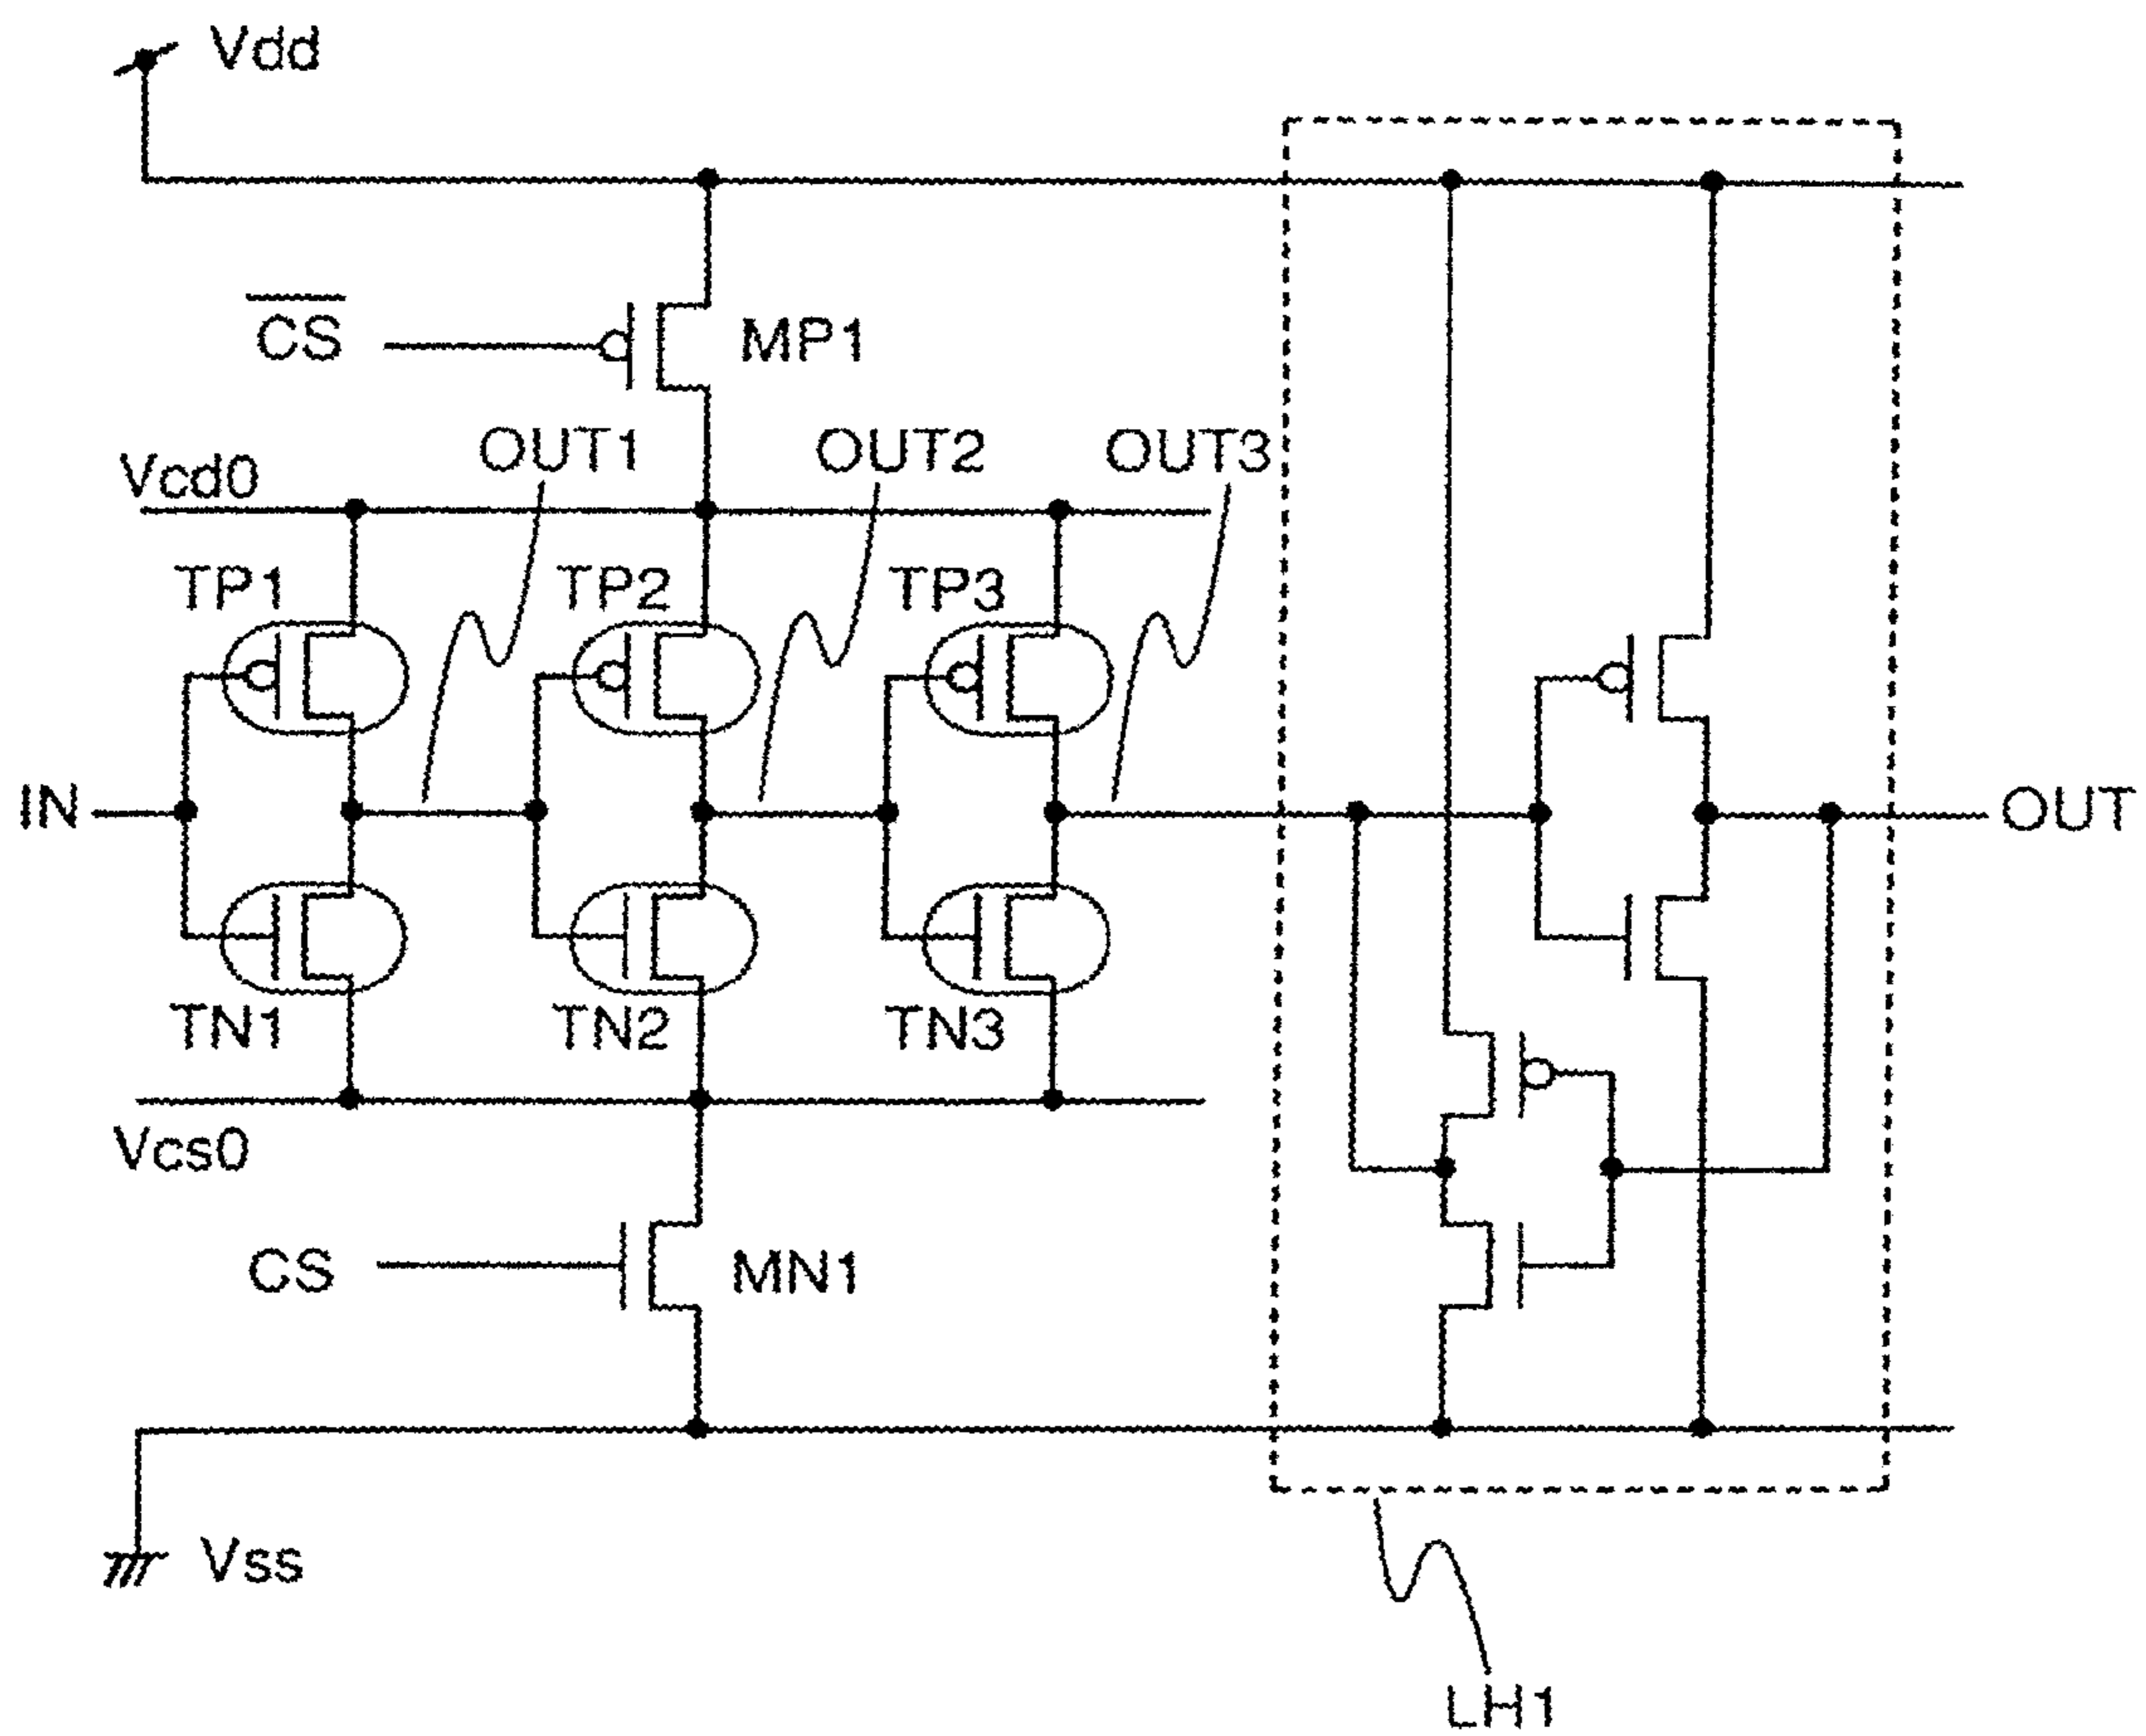 Vdd
C̅S̅
MP1
OUT1
OUT2
OUT3
Vcd0
TP1
TP2
TP3
IN
OUT
TN1
TN2
TN3
Vcs0
CS
MN1
Vss
LH1